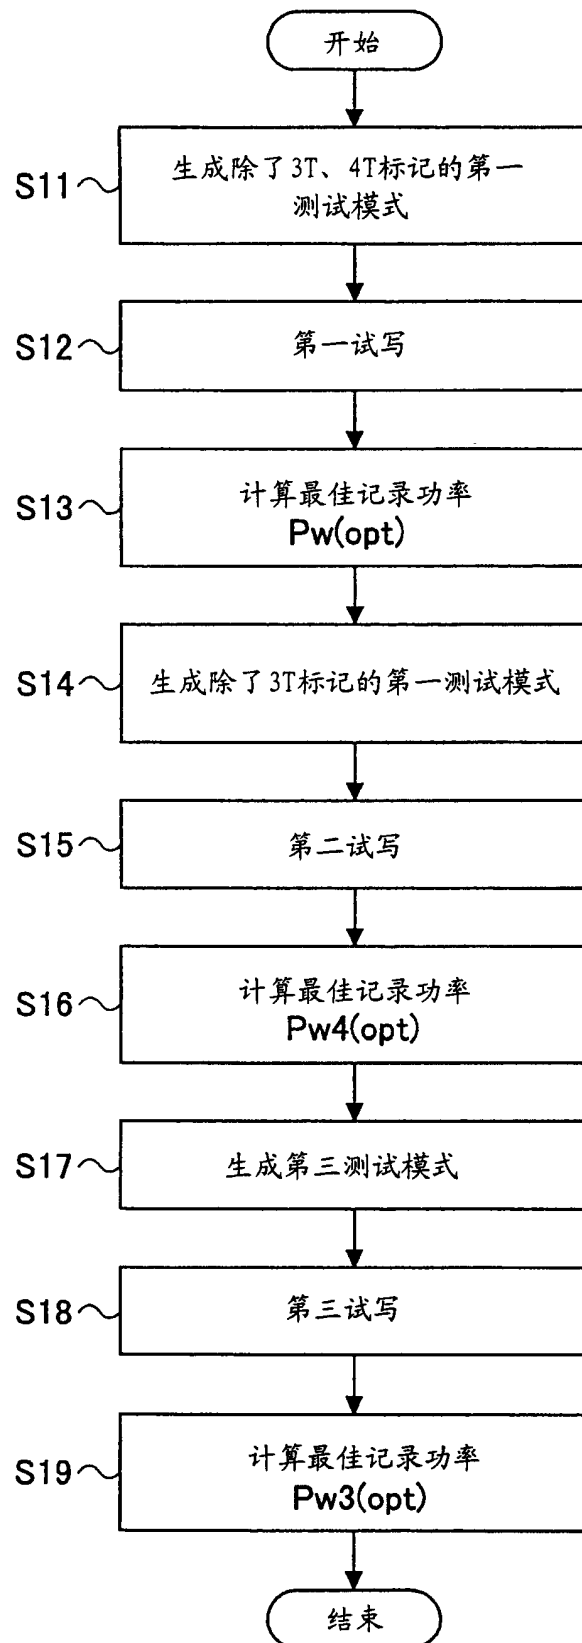 开始
S11
生成除了3T、4T标记的第一
测试模式
S12
第一试写
S13
计算最佳记录功率
Pw(opt)
S14
生成除了3T标记的第一测试模式
S15
第二试写
S16
计算最佳记录功率
Pw4(opt)
S17
生成第三测试模式
S18
第三试写
S19
计算最佳记录功率
Pw3(opt)
结束